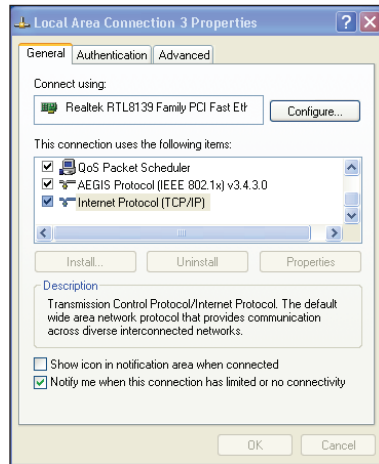 Local Area Connection 3 Properties
General Authentication Advanced
Connect using:
Realtek RTL8139 Family PCI Fast Eth
Configure...
This connection uses the following items:
QoS Packet Scheduler
AEGIS Protocol (IEEE 802.1x) v3.4.3.0
Internet Protocol (TCP/IP)
Install... Uninstall Properties
Description
Transmission Control Protocol/Internet Protocol. The default
wide area network protocol that provides communication
across diverse interconnected networks.
Show icon in notification area when connected
Notify me when this connection has limited or no connectivity
OK Cancel